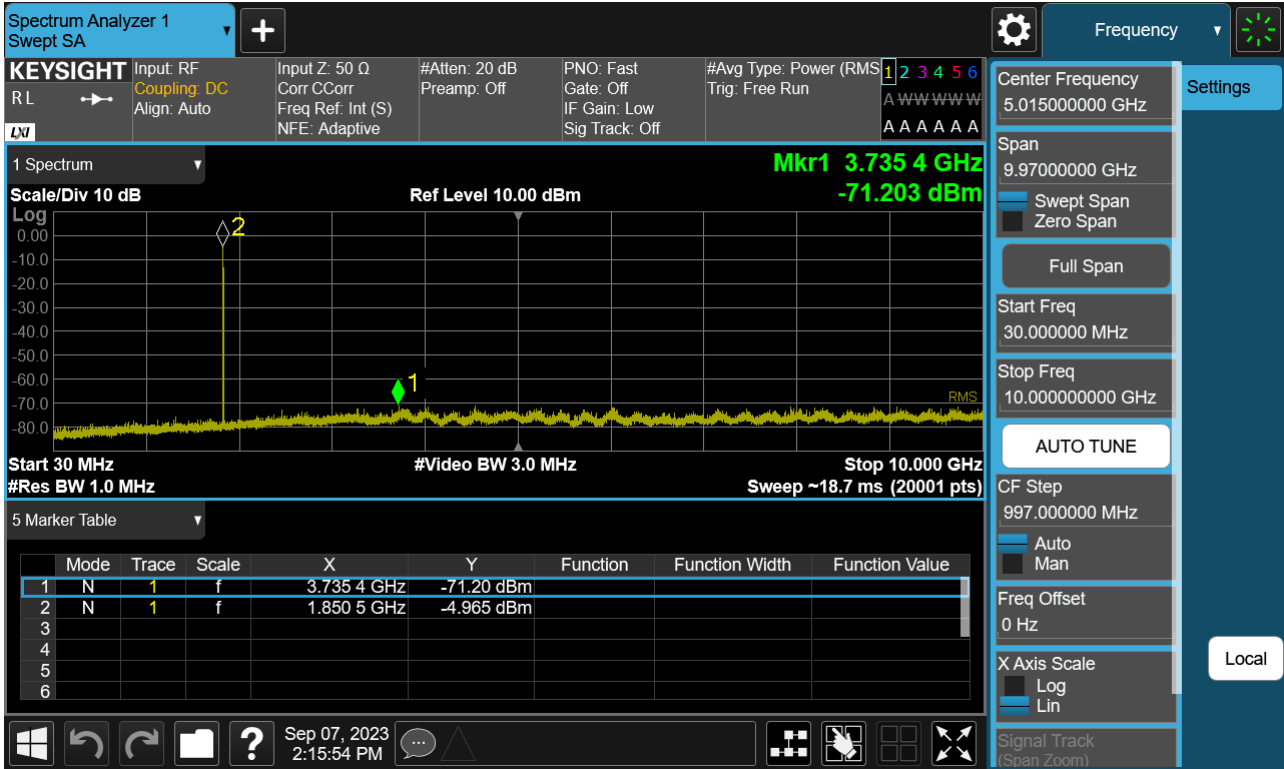 Spectrum Analyzer 1
Swept SA
Frequency
KEYSIGHT
R L
LXI
Input: RF
Coupling: DC
Align: Auto
Input Z: 50 Ω
Corr CCorr
Freq Ref: Int (S)
NFE: Adaptive
#Atten: 20 dB
Preamp: Off
PNO: Fast
Gate: Off
IF Gain: Low
Sig Track: Off
#Avg Type: Power (RMS
Trig: Free Run
1 2 3 4 5 6
A W W W W W
A A A A A A
1 Spectrum
Mkr1 3.735 4 GHz
Scale/Div 10 dB
Ref Level 10.00 dBm
-71.203 dBm
Log
0.00
-10.0
-20.0
-30.0
-40.0
-50.0
-60.0
-70.0
-80.0
2
1
RMS
Start 30 MHz
#Video BW 3.0 MHz
Stop 10.000 GHz
#Res BW 1.0 MHz
Sweep ~18.7 ms (20001 pts)
5 Marker Table
Mode Trace Scale X Y Function Function Width Function Value
1 N 1 f 3.735 4 GHz -71.20 dBm
2 N 1 f 1.850 5 GHz -4.965 dBm
3
4
5
6
Sep 07, 2023
2:15:54 PM
Center Frequency
5.015000000 GHz
Span
9.97000000 GHz
Swept Span
Zero Span
Full Span
Start Freq
30.000000 MHz
Stop Freq
10.000000000 GHz
AUTO TUNE
CF Step
997.000000 MHz
Auto
Man
Freq Offset
0 Hz
X Axis Scale
Log
Lin
Signal Track
(Span Zoom)
Settings
Local